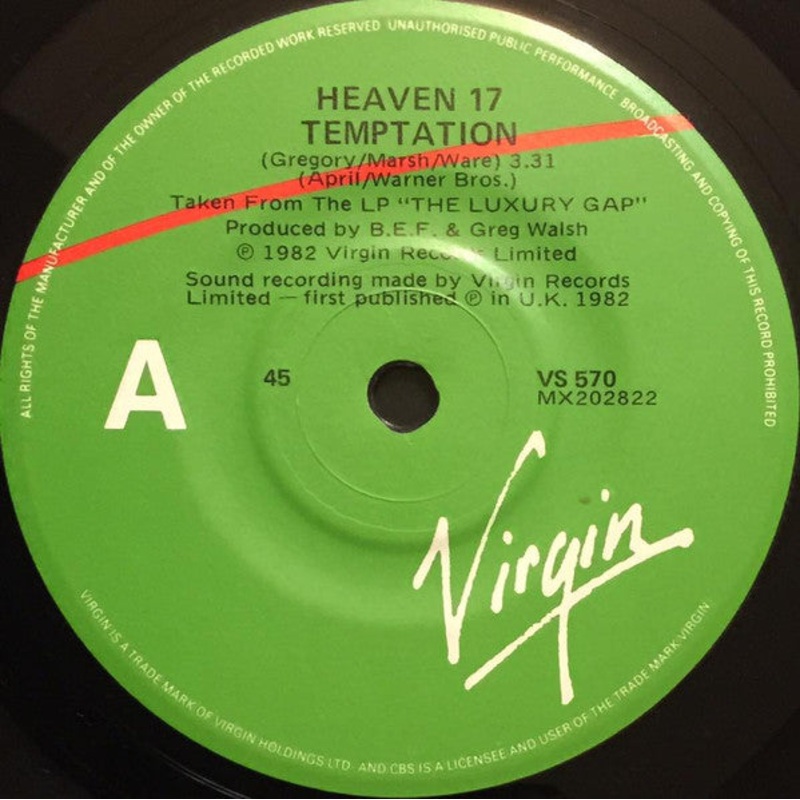 ALL RIGHTS OF THE MANUFACTURER AND OF THE OWNER OF THE RECORDED WORK RESERVED UNAUTHORISED PUBLIC PERFORMANCE BROADCASTING AND COPYING OF THIS RECORD PROHIBITED
HEAVEN 17
TEMPTATION
(Gregory/Marsh/Ware) 3.31
(April/Warner Bros.)
Taken From The LP "THE LUXURY GAP"
Produced by B.E.F. & Greg Walsh
℗ 1982 Virgin Records Limited
Sound recording made by Virgin Records
Limited — first published ℗ in U.K. 1982
A
45
VS 570
MX202822
Virgin
VIRGIN IS A TRADE MARK OF VIRGIN HOLDINGS LTD· AND CBS IS A LICENSEE AND USER OF THE TRADE MARK VIRGIN·